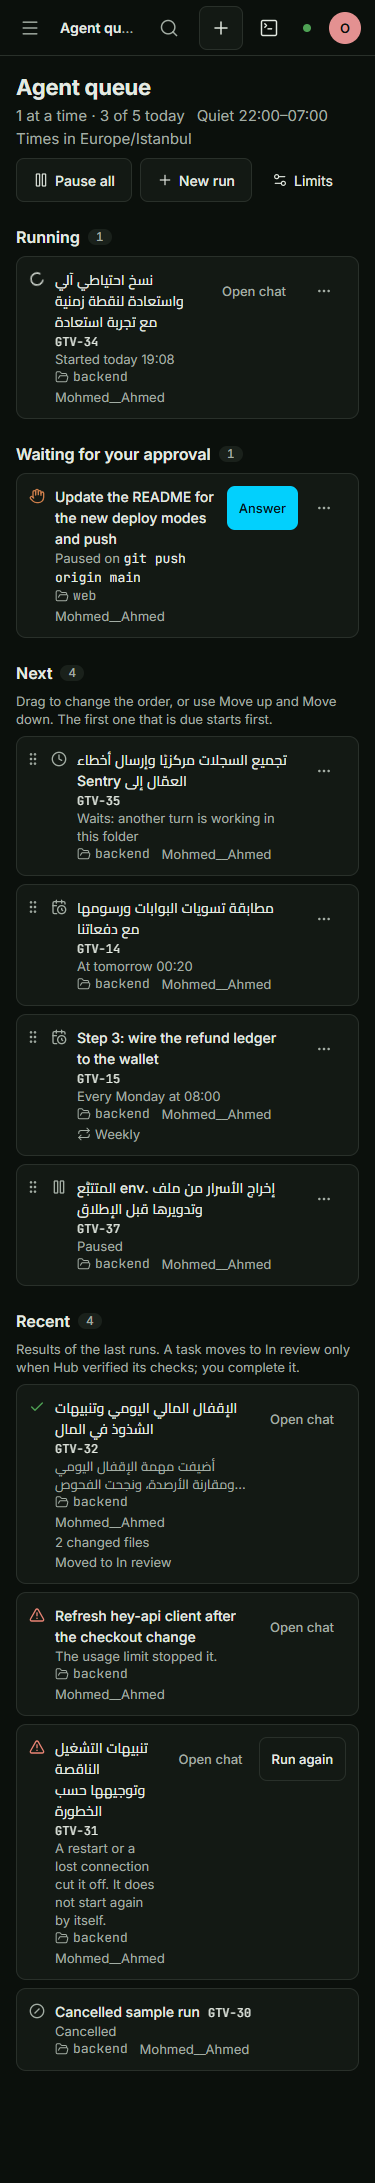 Agent qu...
O
Agent queue
1 at a time · 3 of 5 today Quiet 22:00–07:00
Times in Europe/Istanbul
Pause all
New run
Limits
Running 1
نسخ احتياطي آلي
واستعادة لنقطة زمنية
مع تجربة استعادة
Open chat
GTV-34
Started today 19:08
backend
Mohmed__Ahmed
Waiting for your approval 1
Update the README for
the new deploy modes
and push
Answer
Paused on git push
origin main
web
Mohmed__Ahmed
Next 4
Drag to change the order, or use Move up and Move
down. The first one that is due starts first.
تجميع السجلات مركزيًا وإرسال أخطاء
العمّال إلى Sentry
GTV-35
Waits: another turn is working in
this folder
backend Mohmed__Ahmed
مطابقة تسويات البوابات ورسومها
مع دفعاتنا
GTV-14
At tomorrow 00:20
backend Mohmed__Ahmed
Step 3: wire the refund ledger
to the wallet
GTV-15
Every Monday at 08:00
backend Mohmed__Ahmed
Weekly
إخراج الأسرار من ملف .env المتتبَّع
وتدويرها قبل الإطلاق
GTV-37
Paused
backend Mohmed__Ahmed
Recent 4
Results of the last runs. A task moves to In review only
when Hub verified its checks; you complete it.
الإقفال المالي اليومي وتنبيهات
الشذوذ في المال
Open chat
GTV-32
أضيفت مهمة الإقفال اليومي
ومقارنة الأرصدة، ونجحت الفحوص...
backend
Mohmed__Ahmed
2 changed files
Moved to In review
Refresh hey-api client after
the checkout change
Open chat
The usage limit stopped it.
backend
Mohmed__Ahmed
تنبيهات التشغيل
الناقصة
وتوجيهها حسب
الخطورة
Open chat
Run again
GTV-31
A restart or a
lost connection
cut it off. It does
not start again
by itself.
backend
Mohmed__Ahmed
Cancelled sample run GTV-30
Cancelled
backend Mohmed__Ahmed